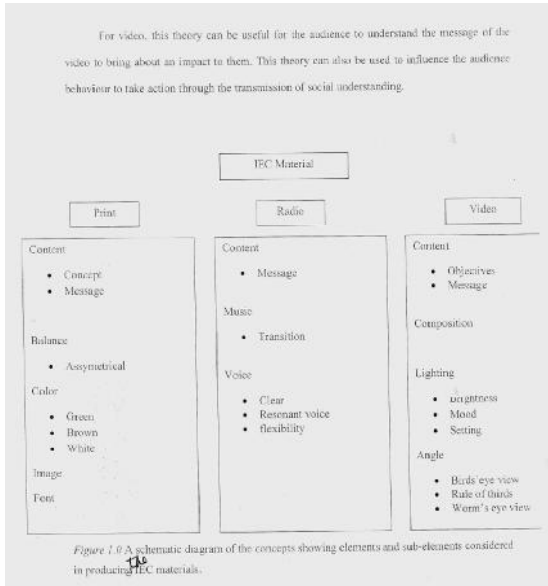 For video, this theory can be useful for the audience to understand the message of the
video to bring about an impact to them. This theory can also be used to influence the audience
behaviour to take action through the transmission of social understanding.
IEC Material
Print
Content
• Concept
• Message
Balance
• Assymetrical
Color
• Green
• Brown
• White
Image
Font
Radio
Content
• Message
Music
• Transition
Voice
• Clear
• Resonant voice
• flexibility
Video
Content
• Objectives
• Message
Composition
Lighting
• Brightness
• Mood
• Setting
Angle
• Birds' eye view
• Rule of thirds
• Worm's eye view
Figure 1.0 A schematic diagram of the concepts showing elements and sub-elements considered
in producing the IEC materials.